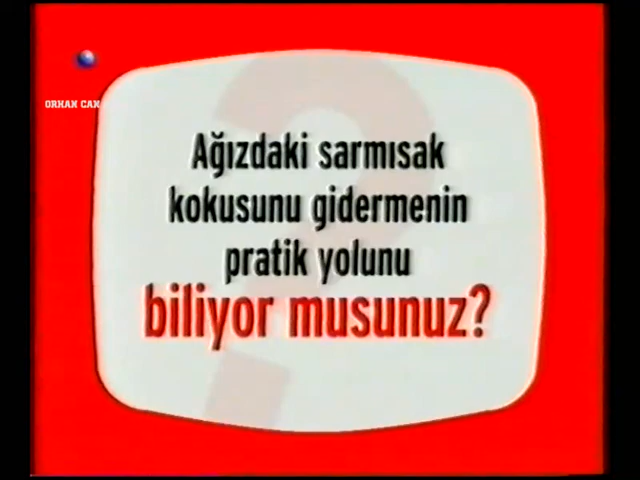 ORHAN CAN
Ağızdaki sarmısak
kokusunu gidermenin
pratik yolunu
biliyor musunuz?